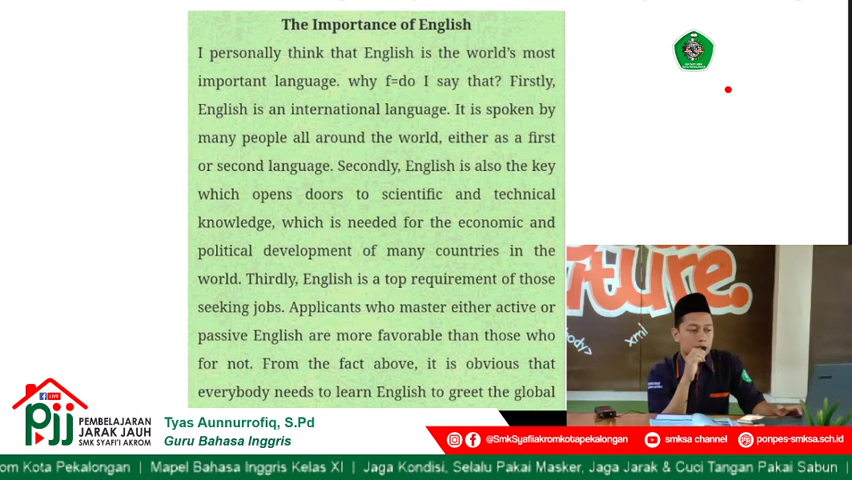 The Importance of English
I personally think that English is the world's most
important language. why f=do I say that? Firstly,
English is an international language. It is spoken by
many people all around the world, either as a first
or second language. Secondly, English is also the key
which opens doors to scientific and technical
knowledge, which is needed for the economic and
political development of many countries in the
world. Thirdly, English is a top requirement of those
seeking jobs. Applicants who master either active or
passive English are more favorable than those who
for not. From the fact above, it is obvious that
everybody needs to learn English to greet the global
ture.
body>
xml
LIVE
pjj
PEMBELAJARAN
JARAK JAUH
SMK SYAFI'I AKROM
Tyas Aunnurrofiq, S.Pd
Guru Bahasa Inggris
@SmkSyafiiakromkotapekalongan
smksa channel
ponpes-smksa.sch.id
om Kota Pekalongan | Mapel Bahasa Inggris Kelas XI | Jaga Kondisi, Selalu Pakai Masker, Jaga Jarak & Cuci Tangan Pakai Sabun |